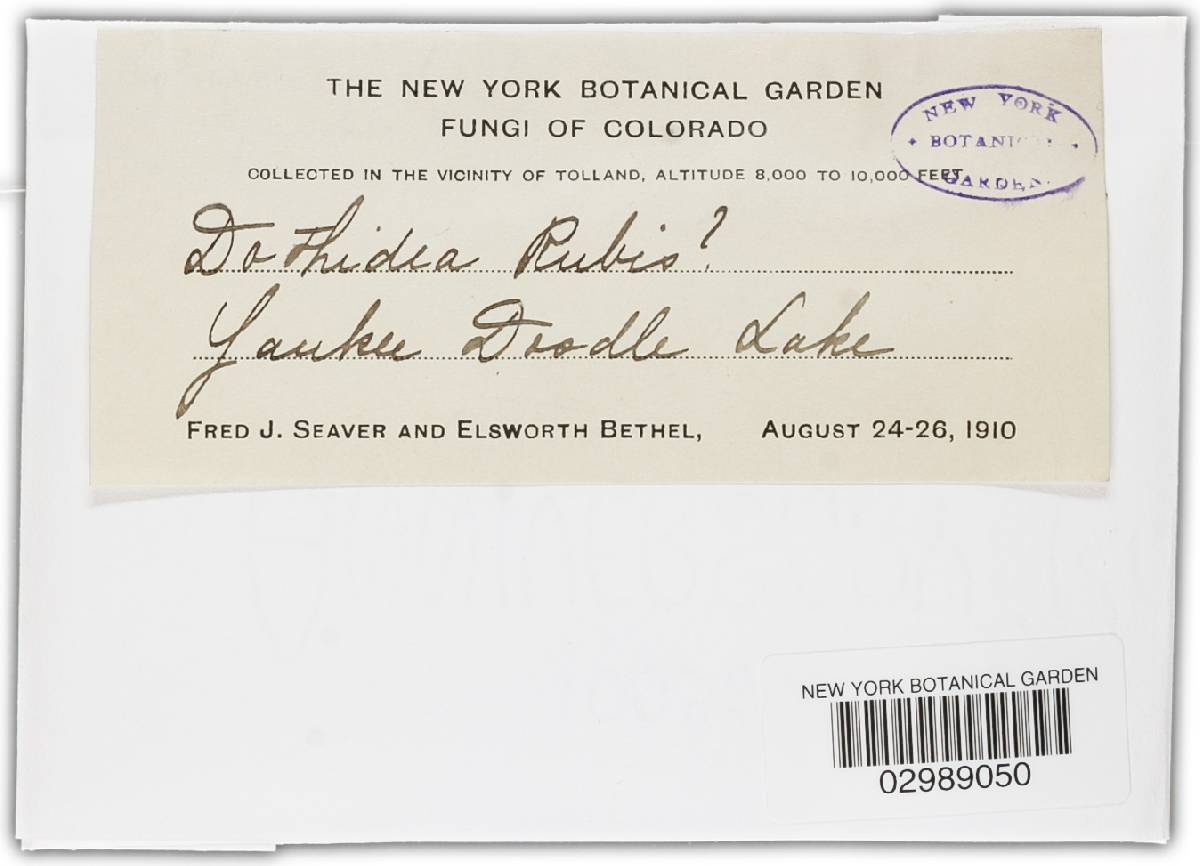 THE NEW YORK BOTANICAL GARDEN
FUNGI OF COLORADO
COLLECTED IN THE VICINITY OF TOLLAND, ALTITUDE 8,000 TO 10,000 FEET
NEW YORK
BOTANICAL
GARDEN.
Dothidea Rubis?
Yankee Doodle Lake
FRED J. SEAVER AND ELSWORTH BETHEL, AUGUST 24-26, 1910
NEW YORK BOTANICAL GARDEN
02989050